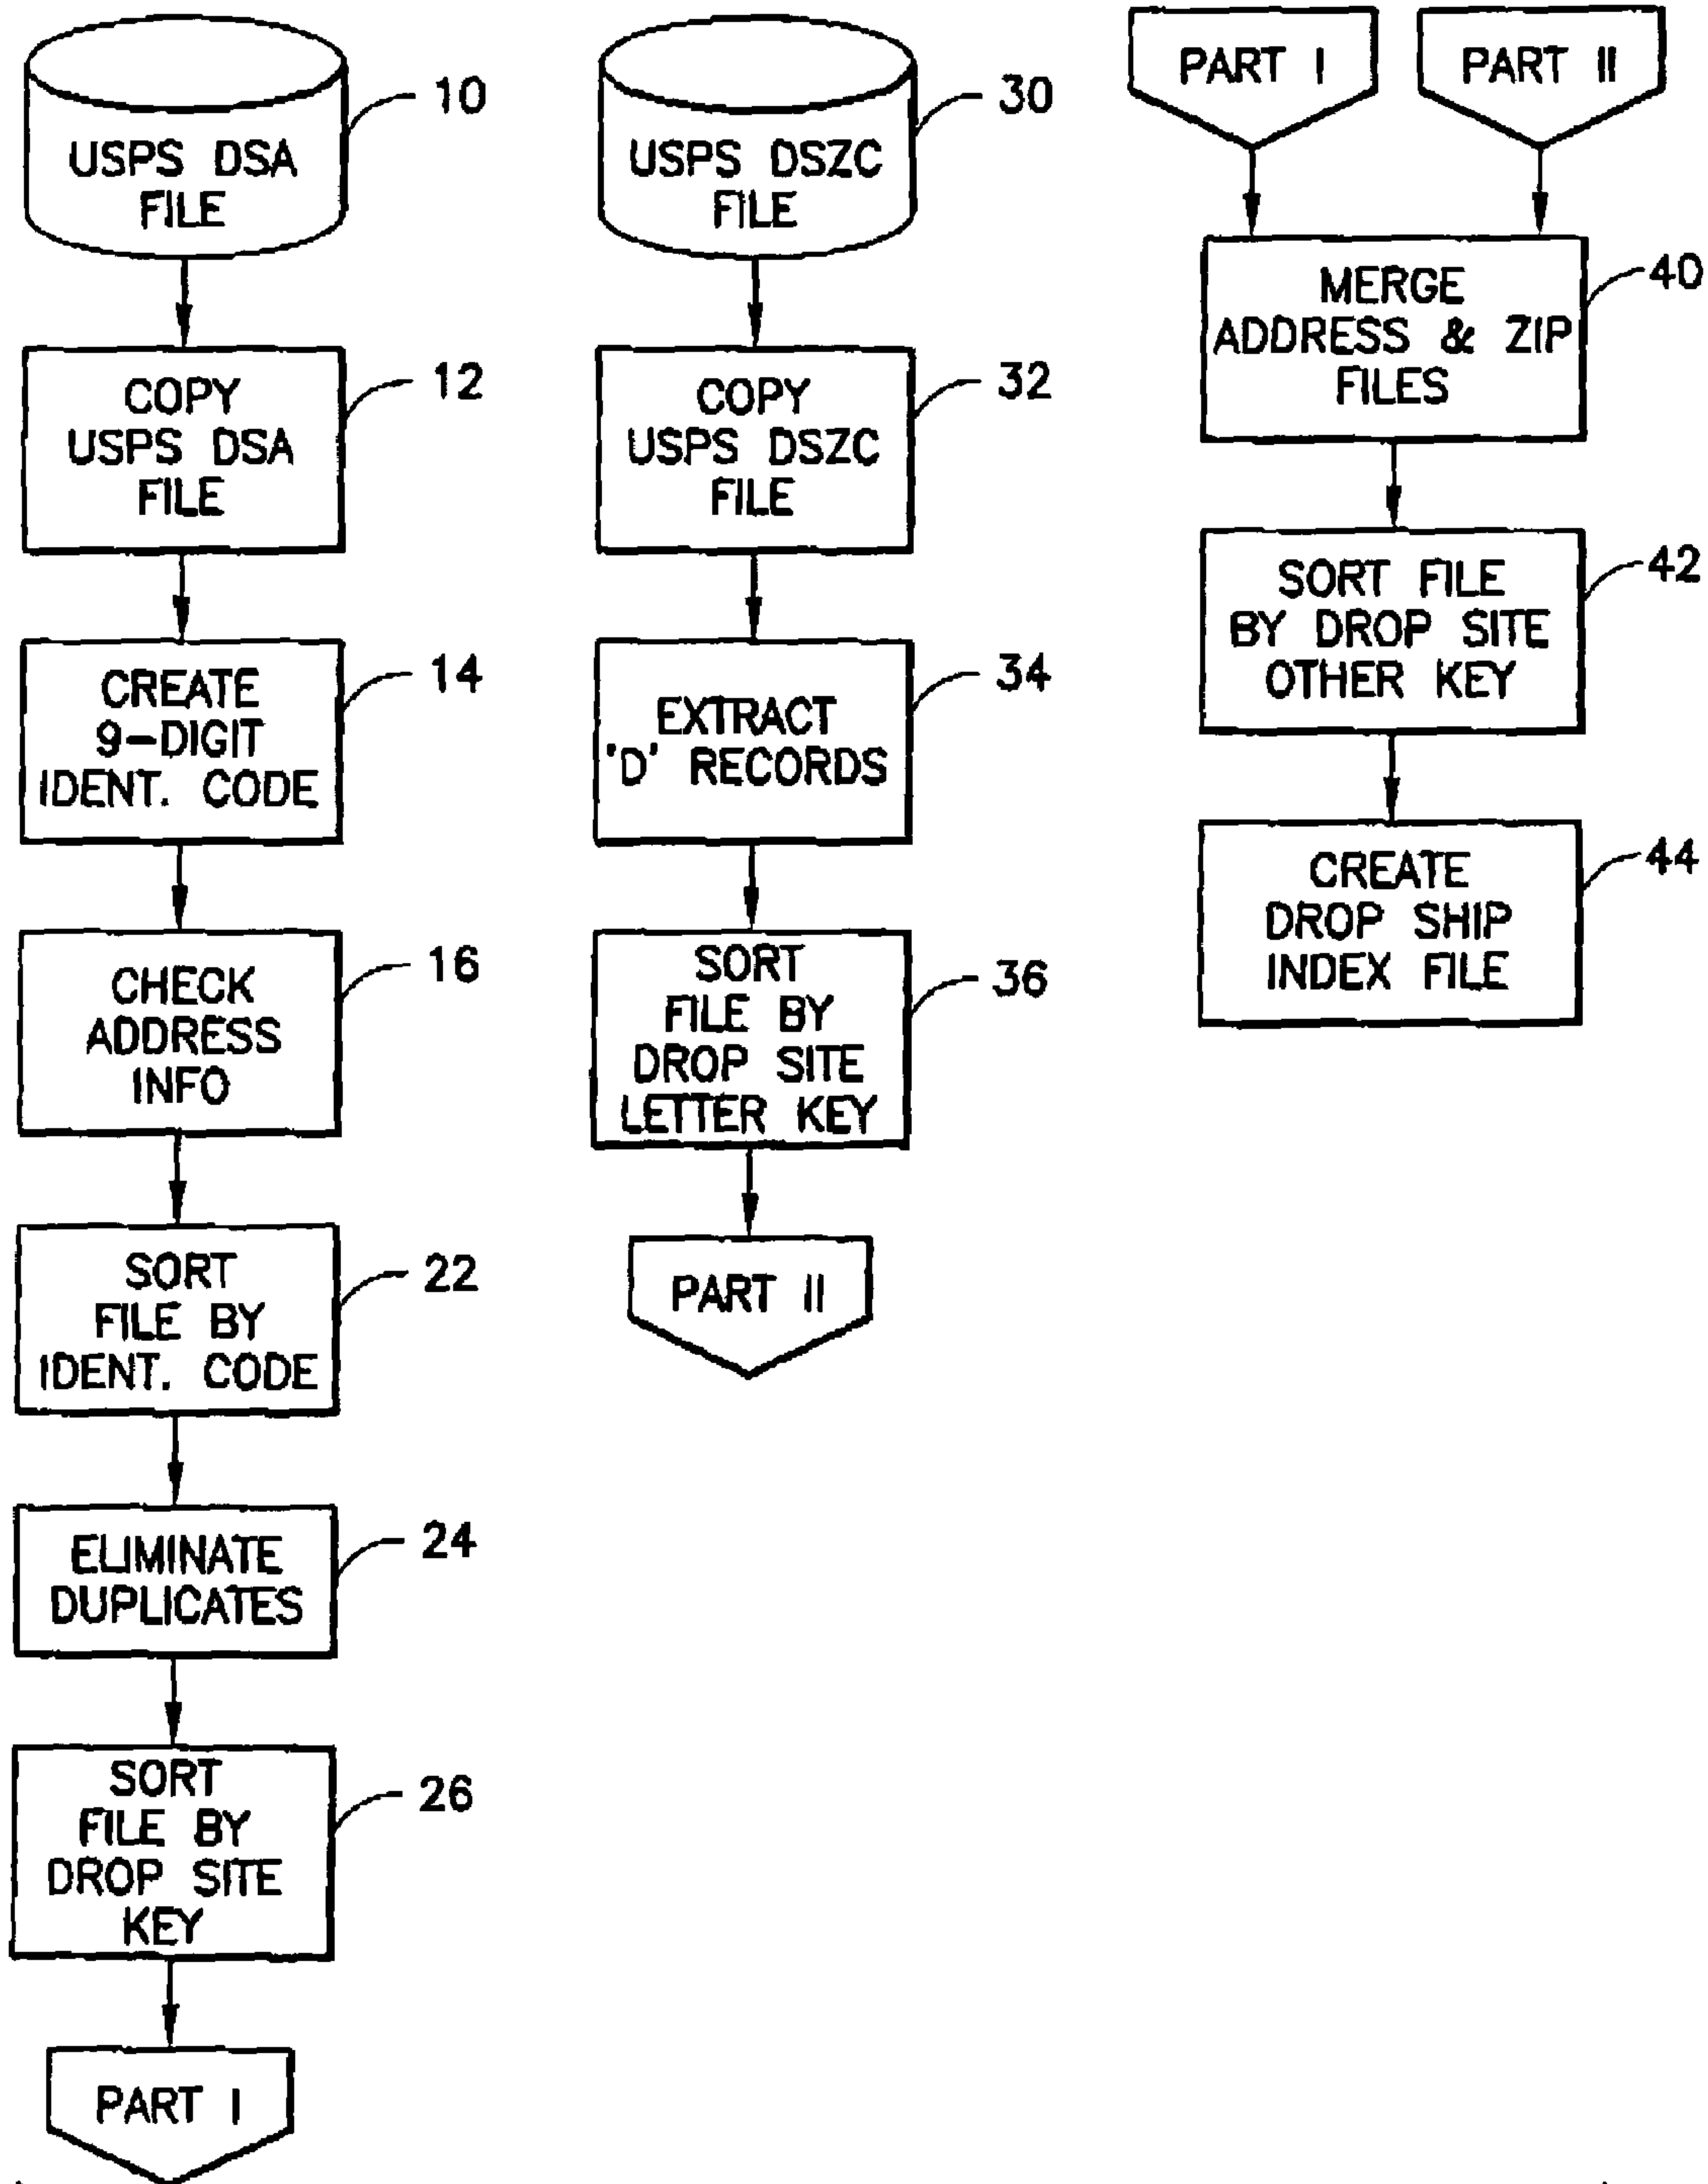 USPS DSA
FILE
10
COPY
USPS DSA
FILE
12
CREATE
9-DIGIT
IDENT. CODE
14
CHECK
ADDRESS
INFO
16
SORT
FILE BY
IDENT. CODE
22
ELIMINATE
DUPLICATES
24
SORT
FILE BY
DROP SITE
KEY
26
PART I
USPS DSZC
FILE
30
COPY
USPS DSZC
FILE
32
EXTRACT
'D' RECORDS
34
SORT
FILE BY
DROP SITE
LETTER KEY
36
PART II
PART I
PART II
MERGE
ADDRESS & ZIP
FILES
40
SORT FILE
BY DROP SITE
OTHER KEY
42
CREATE
DROP SHIP
INDEX FILE
44